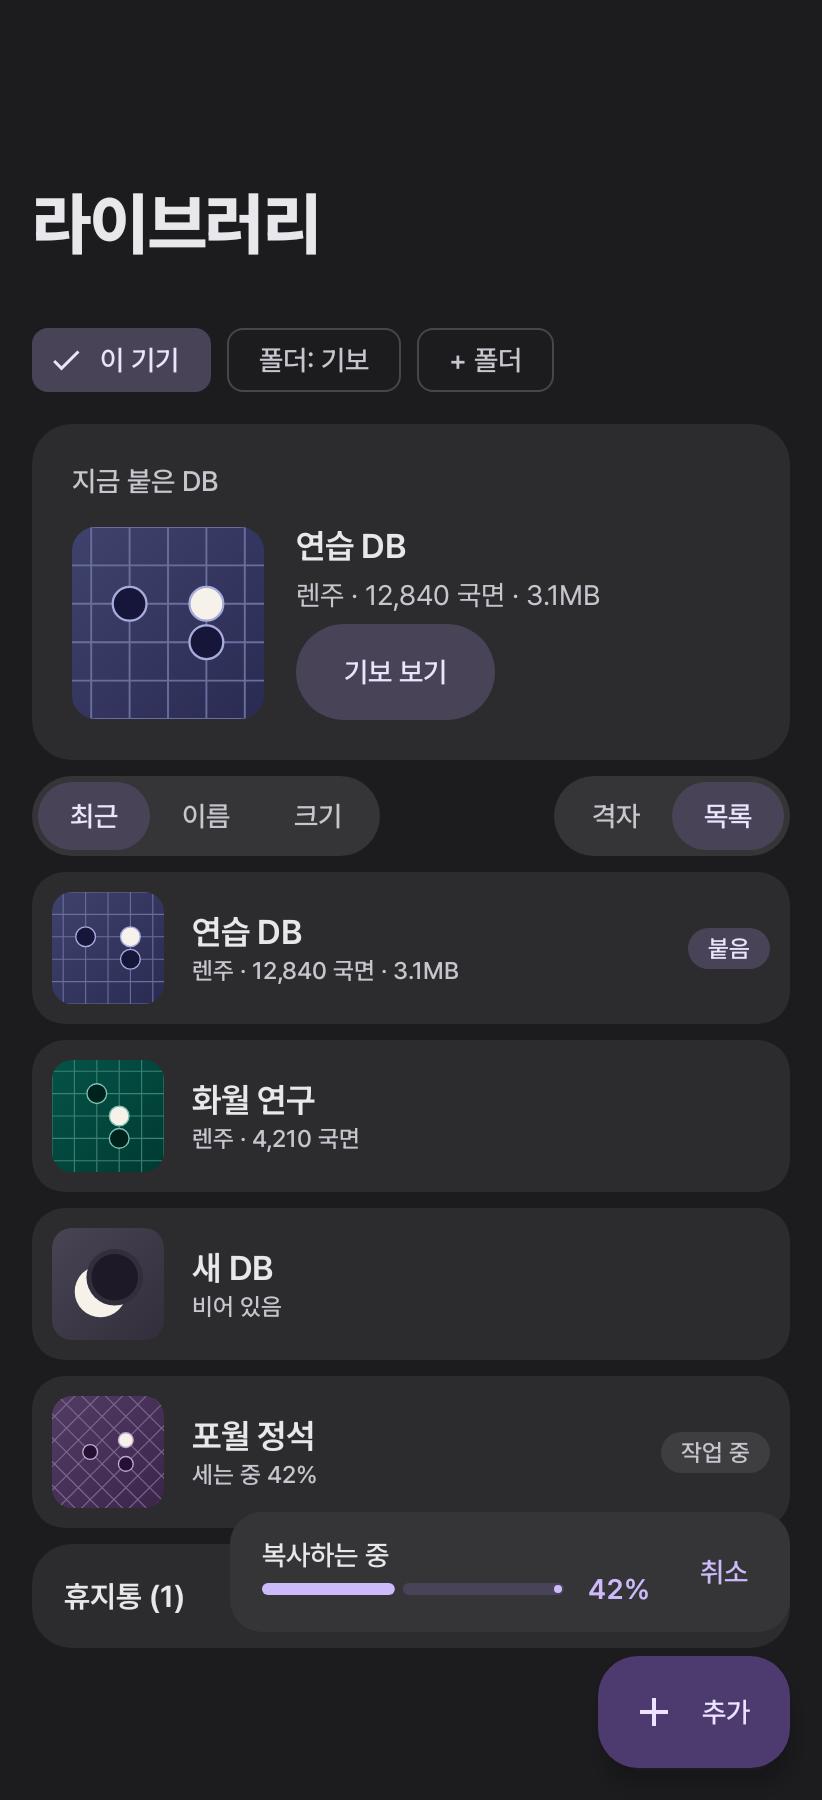 라이브러리
이 기기
폴더: 기보
+ 폴더
지금 붙은 DB
연습 DB
렌주 · 12,840 국면 · 3.1MB
기보 보기
최근 이름 크기
격자 목록
연습 DB
렌주 · 12,840 국면 · 3.1MB
붙음
화월 연구
렌주 · 4,210 국면
새 DB
비어 있음
포월 정석
세는 중 42%
작업 중
휴지통 (1)
복사하는 중
42%
취소
추가